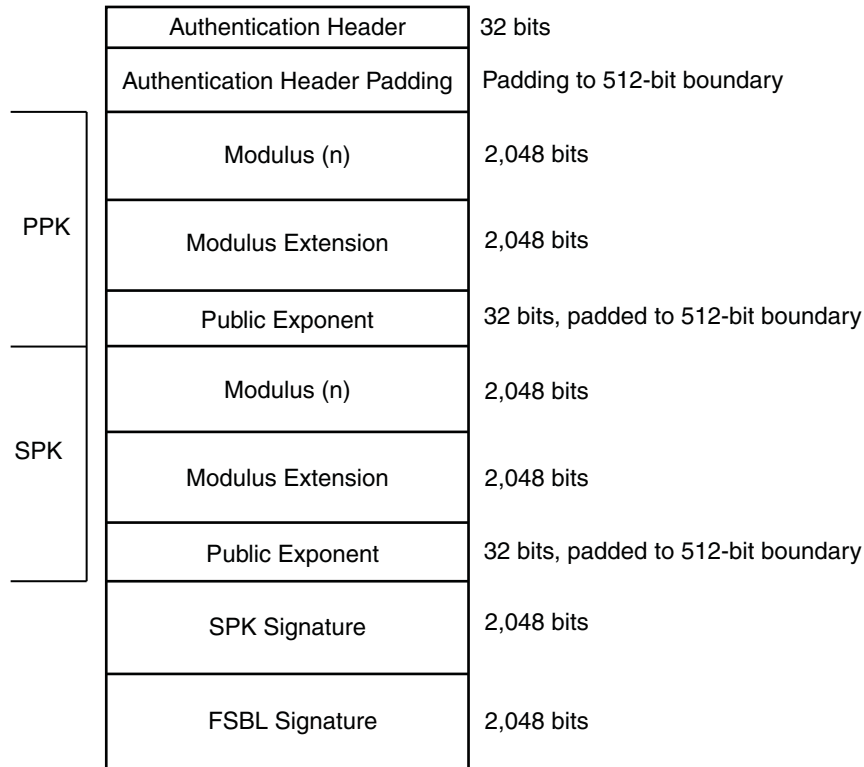 Authentication Header 32 bits
Authentication Header Padding Padding to 512-bit boundary
PPK
Modulus (n) 2,048 bits
Modulus Extension 2,048 bits
Public Exponent 32 bits, padded to 512-bit boundary
SPK
Modulus (n) 2,048 bits
Modulus Extension 2,048 bits
Public Exponent 32 bits, padded to 512-bit boundary
SPK Signature 2,048 bits
FSBL Signature 2,048 bits